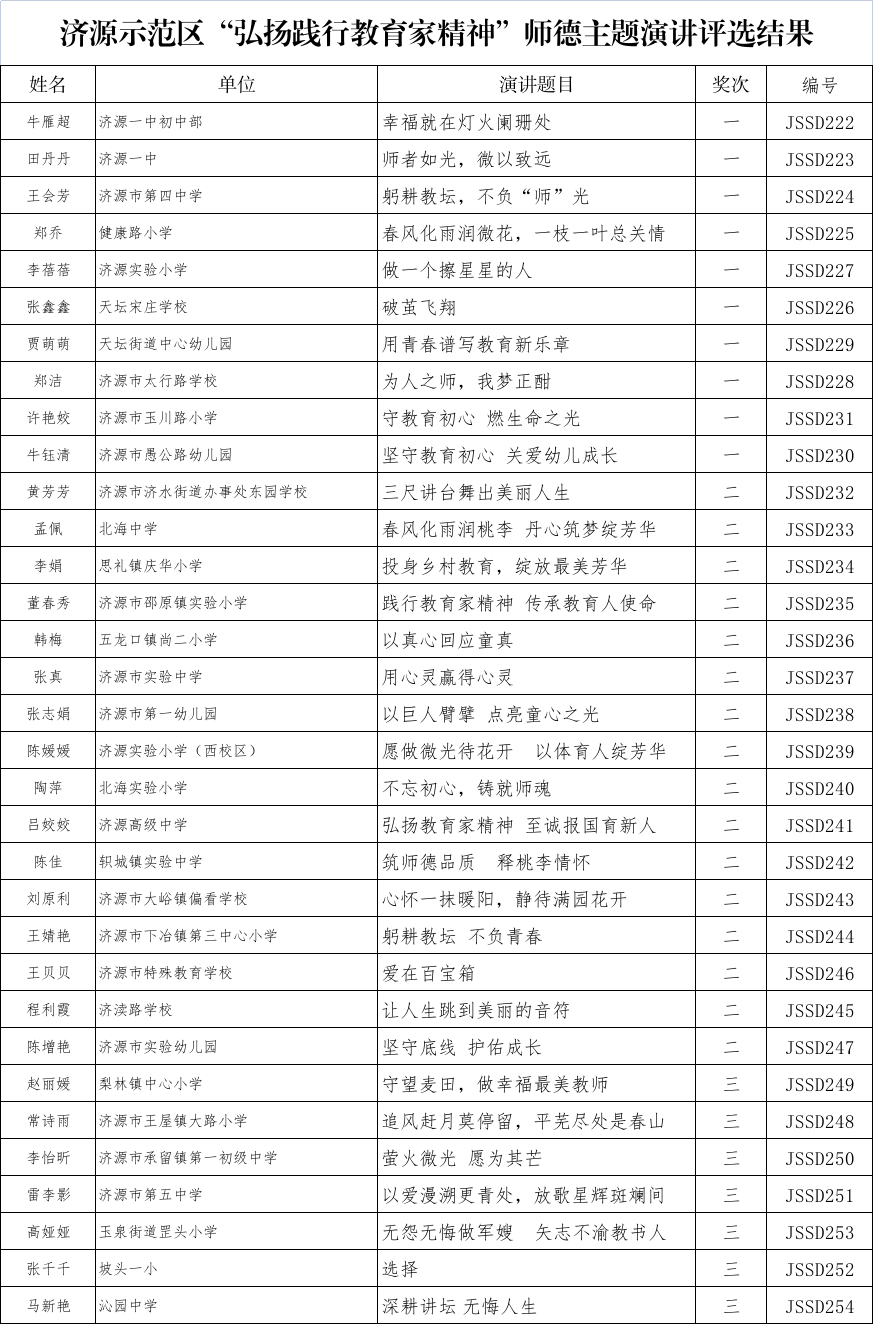 济源示范区“弘扬践行教育家精神”师德主题演讲评选结果
姓名 单位 演讲题目 奖次 编号
牛雁超 济源一中初中部 幸福就在灯火阑珊处 一 JSSD222
田丹丹 济源一中 师者如光，微以致远 一 JSSD223
王会芳 济源市第四中学 躬耕教坛，不负“师”光 一 JSSD224
郑乔 健康路小学 春风化雨润微花，一枝一叶总关情 一 JSSD225
李蓓蓓 济源实验小学 做一个擦星星的人 一 JSSD227
张鑫鑫 天坛宋庄学校 破茧飞翔 一 JSSD226
贾萌萌 天坛街道中心幼儿园 用青春谱写教育新乐章 一 JSSD229
郑洁 济源市太行路学校 为人之师，我梦正酣 一 JSSD228
许艳姣 济源市玉川路小学 守教育初心 燃生命之光 一 JSSD231
牛钰清 济源市愚公路幼儿园 坚守教育初心 关爱幼儿成长 一 JSSD230
黄芳芳 济源市济水街道办事处东园学校 三尺讲台舞出美丽人生 二 JSSD232
孟佩 北海中学 春风化雨润桃李 丹心筑梦绽芳华 二 JSSD233
李娟 思礼镇庆华小学 投身乡村教育，绽放最美芳华 二 JSSD234
董春秀 济源市邵原镇实验小学 践行教育家精神 传承教育人使命 二 JSSD235
韩梅 五龙口镇尚二小学 以真心回应童真 二 JSSD236
张真 济源市实验中学 用心灵赢得心灵 二 JSSD237
张志娟 济源市第一幼儿园 以巨人臂擘 点亮童心之光 二 JSSD238
陈媛媛 济源实验小学（西校区） 愿做微光待花开 以体育人绽芳华 二 JSSD239
陶萍 北海实验小学 不忘初心，铸就师魂 二 JSSD240
吕姣姣 济源高级中学 弘扬教育家精神 至诚报国育新人 二 JSSD241
陈佳 轵城镇实验中学 筑师德品质 释桃李情怀 二 JSSD242
刘原利 济源市大峪镇偏看学校 心怀一抹暖阳，静待满园花开 二 JSSD243
王婧艳 济源市下冶镇第三中心小学 躬耕教坛 不负青春 二 JSSD244
王贝贝 济源市特殊教育学校 爱在百宝箱 二 JSSD246
程利霞 济渎路学校 让人生跳到美丽的音符 二 JSSD245
陈增艳 济源市实验幼儿园 坚守底线 护佑成长 二 JSSD247
赵丽媛 梨林镇中心小学 守望麦田，做幸福最美教师 三 JSSD249
常诗雨 济源市王屋镇大路小学 追风赶月莫停留，平芜尽处是春山 三 JSSD248
李怡昕 济源市承留镇第一初级中学 萤火微光 愿为其芒 三 JSSD250
雷李影 济源市第五中学 以爱漫溯更青处，放歌星辉斑斓间 三 JSSD251
高娅娅 玉泉街道罡头小学 无怨无悔做军嫂 矢志不渝教书人 三 JSSD253
张千千 坡头一小 选择 三 JSSD252
马新艳 沁园中学 深耕讲坛 无悔人生 三 JSSD254